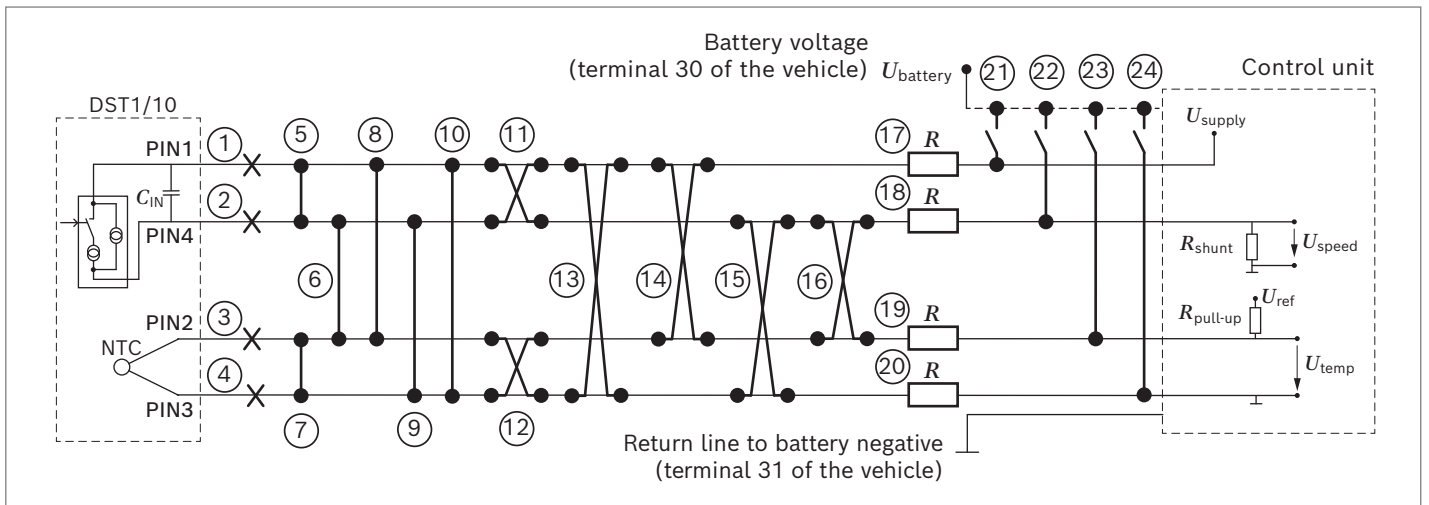 Battery voltage
(terminal 30 of the vehicle) Ubattery
21 22 23 24
Control unit
DST1/10
1 5 8 10 11 17 R
PIN1
Usupply
CIN
2 18 R
PIN4
Rshunt Uspeed
6 13 14 15 16
PIN2 3 19 R
Uref
Rpull-up
NTC
4 20 R
Utemp
PIN3
7 9 12
Return line to battery negative
(terminal 31 of the vehicle)